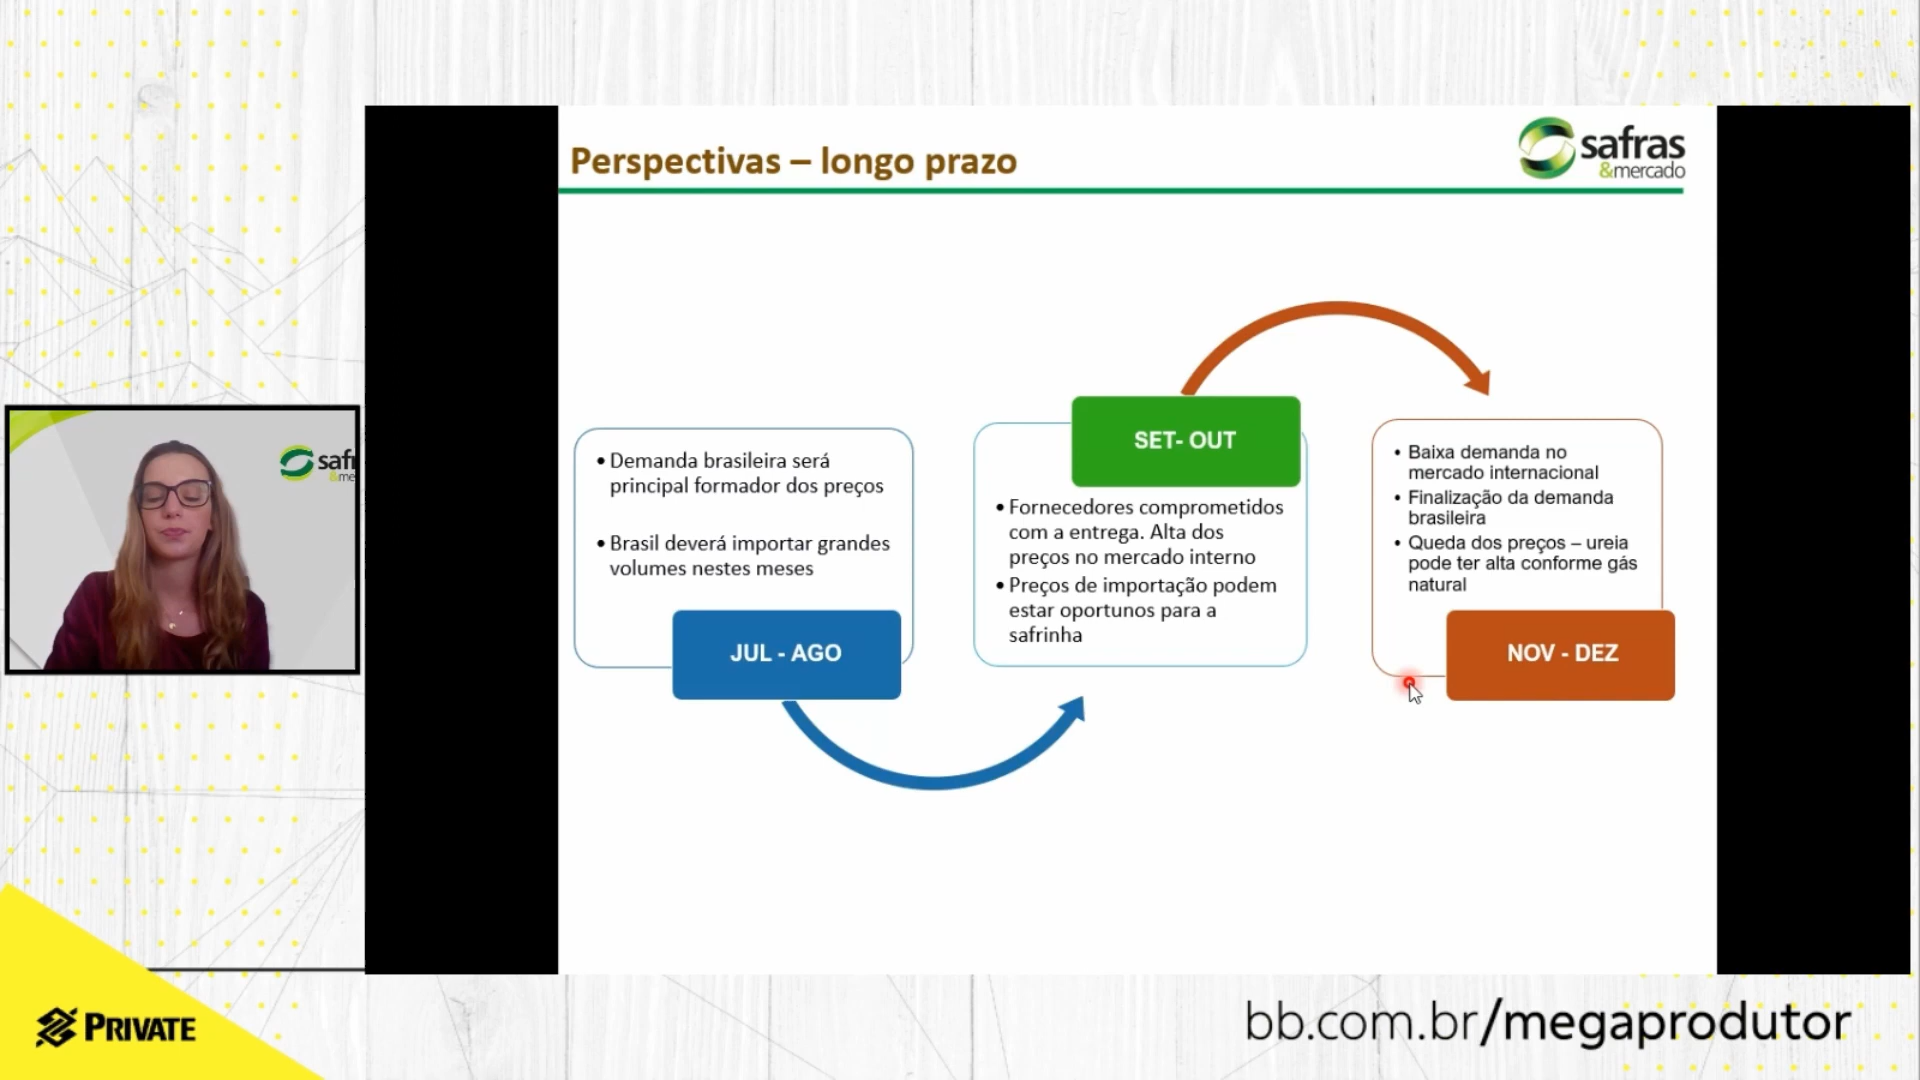 Perspectivas – longo prazo
safras
&mercado
• Demanda brasileira será
principal formador dos preços
• Brasil deverá importar grandes
volumes nestes meses
JUL - AGO
SET- OUT
• Fornecedores comprometidos
com a entrega. Alta dos
preços no mercado interno
• Preços de importação podem
estar oportunos para a
safrinha
• Baixa demanda no
mercado internacional
• Finalização da demanda
brasileira
• Queda dos preços – ureia
pode ter alta conforme gás
natural
NOV - DEZ
safr
&me
PRIVATE
bb.com.br/megaprodutor